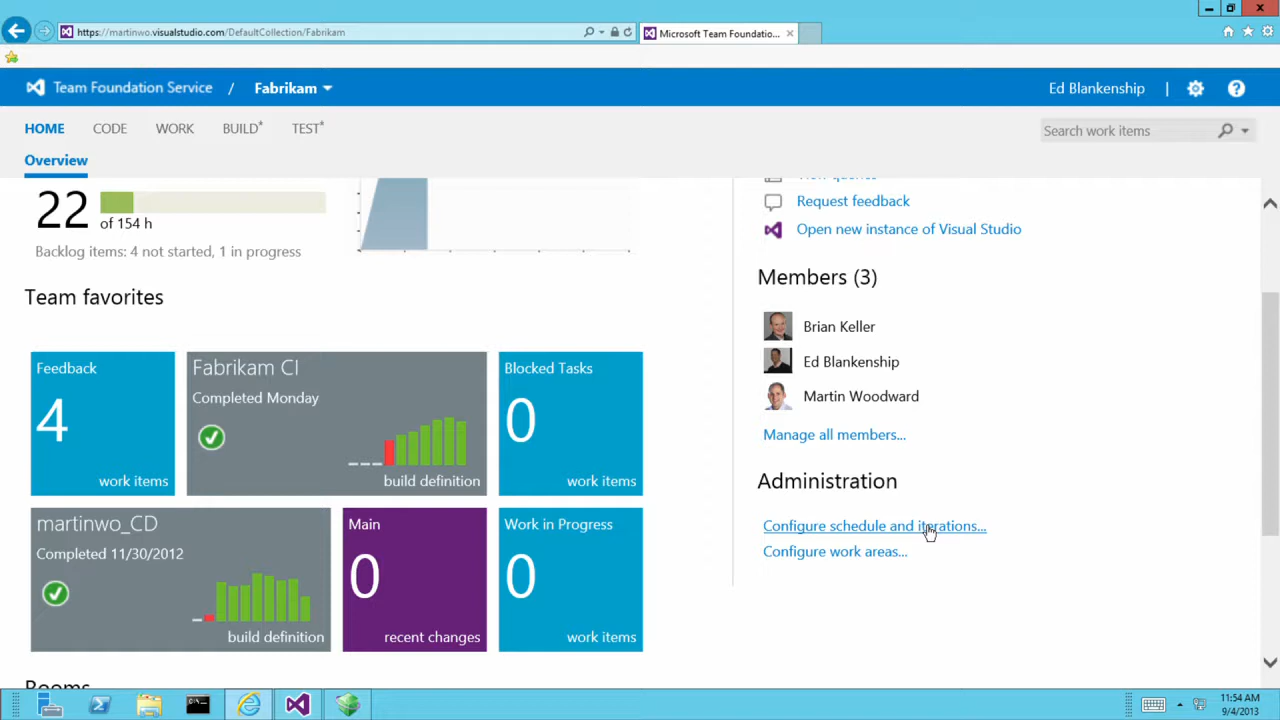 https://martinwo.visualstudio.com/DefaultCollection/Fabrikam
Microsoft Team Foundatio...
Team Foundation Service / Fabrikam
Ed Blankenship
HOME CODE WORK BUILD* TEST*
Search work items
Overview
22
of 154 h
Backlog items: 4 not started, 1 in progress
Team favorites
Feedback
4
work items
Fabrikam CI
Completed Monday
build definition
Blocked Tasks
0
work items
martinwo_CD
Completed 11/30/2012
build definition
Main
0
recent changes
Work in Progress
0
work items
Rooms
Request feedback
Open new instance of Visual Studio
Members (3)
Brian Keller
Ed Blankenship
Martin Woodward
Manage all members...
Administration
Configure schedule and iterations...
Configure work areas...
11:54 AM
9/4/2013